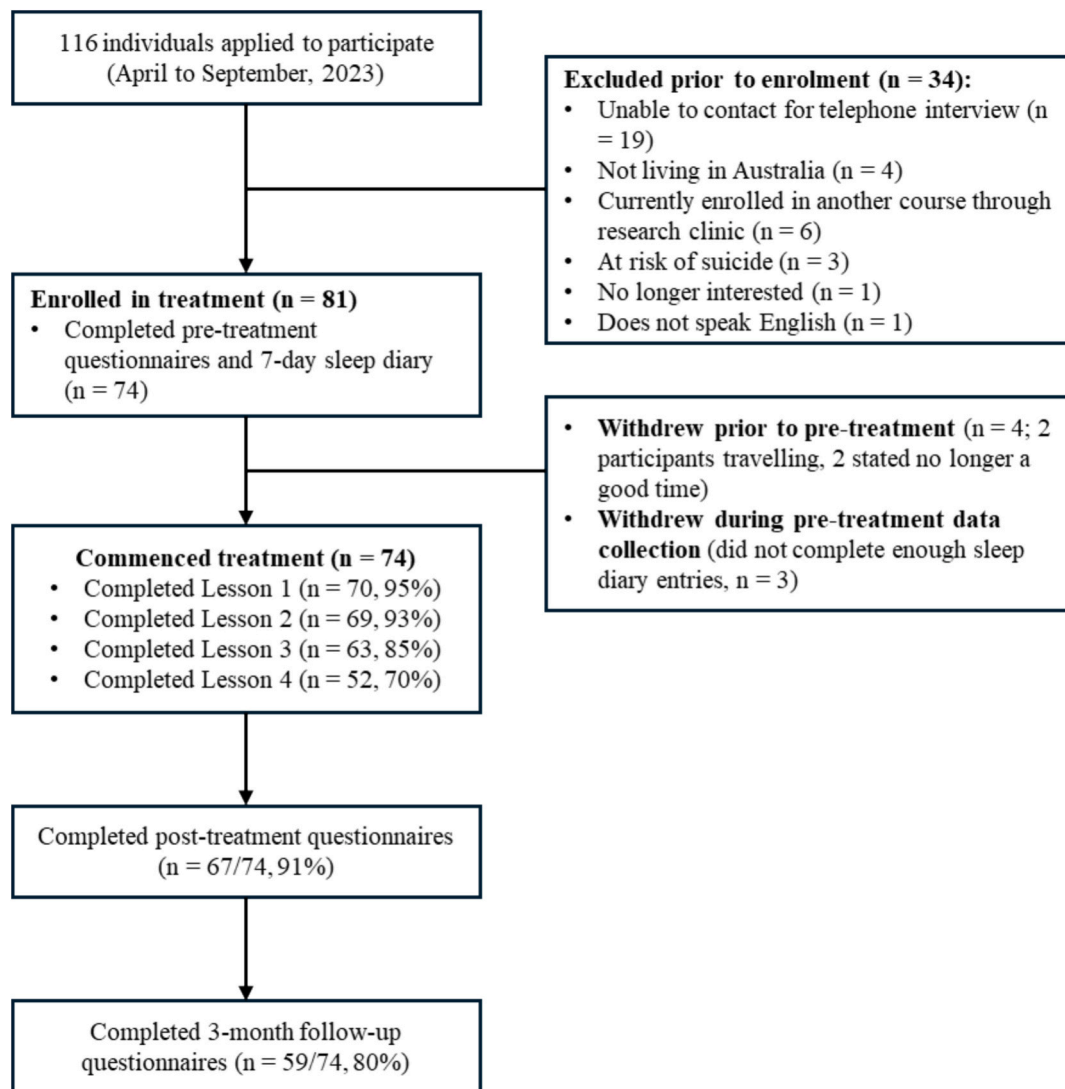 116 individuals applied to participate
(April to September, 2023)
Excluded prior to enrolment (n = 34):
• Unable to contact for telephone interview (n
= 19)
• Not living in Australia (n = 4)
• Currently enrolled in another course through
research clinic (n = 6)
• At risk of suicide (n = 3)
• No longer interested (n = 1)
• Does not speak English (n = 1)
Enrolled in treatment (n = 81)
• Completed pre-treatment
questionnaires and 7-day sleep diary
(n = 74)
• Withdrew prior to pre-treatment (n = 4; 2
participants travelling, 2 stated no longer a
good time)
• Withdrew during pre-treatment data
collection (did not complete enough sleep
diary entries, n = 3)
Commenced treatment (n = 74)
• Completed Lesson 1 (n = 70, 95%)
• Completed Lesson 2 (n = 69, 93%)
• Completed Lesson 3 (n = 63, 85%)
• Completed Lesson 4 (n = 52, 70%)
Completed post-treatment questionnaires
(n = 67/74, 91%)
Completed 3-month follow-up
questionnaires (n = 59/74, 80%)